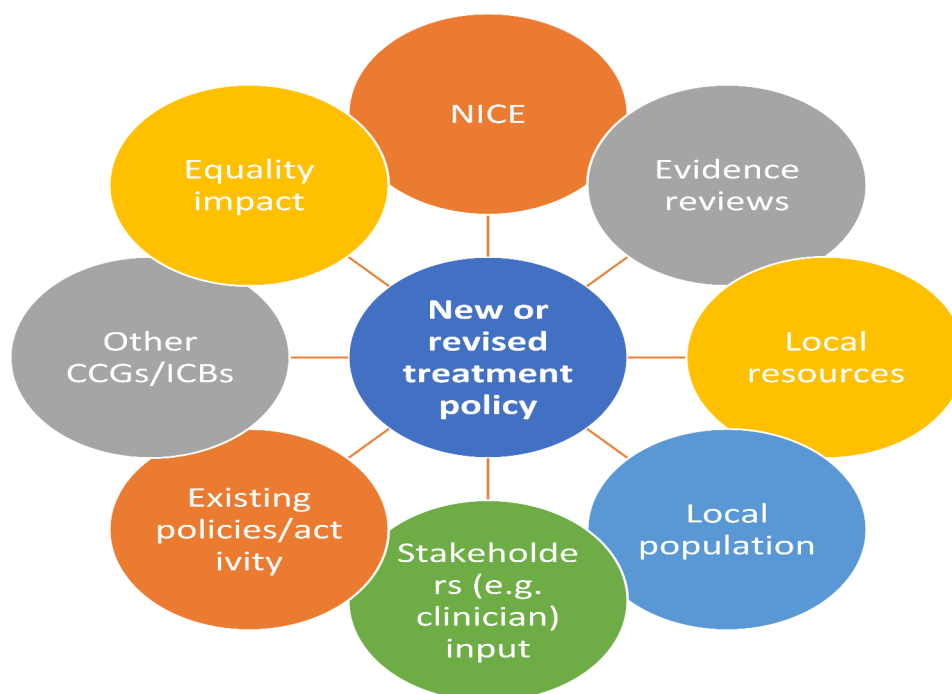 NICE
Evidence
reviews
Local
resources
Local
population
Stakeholde
rs (e.g.
clinician)
input
Existing
policies/act
ivity
Other
CCGs/ICBs
Equality
impact
New or
revised
treatment
policy